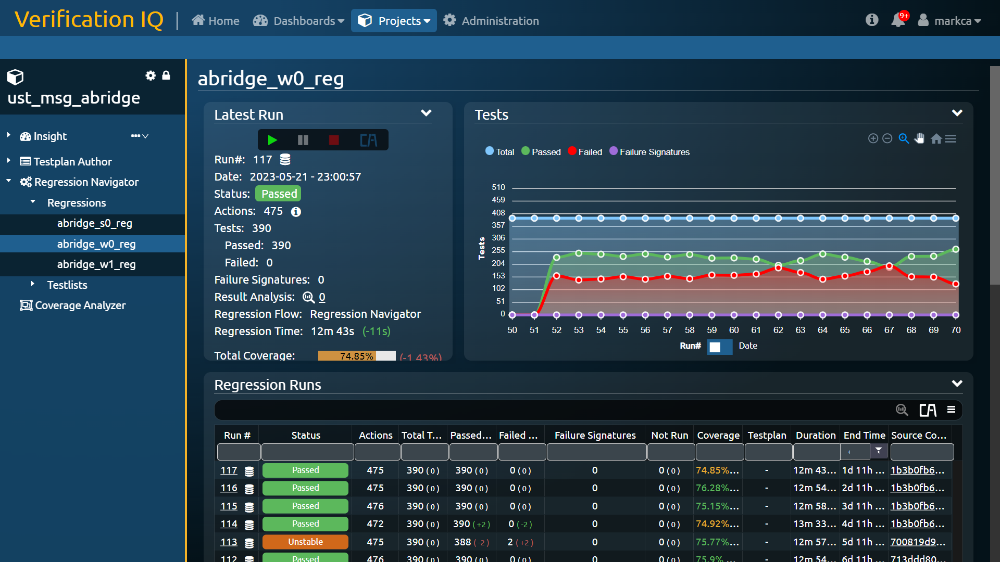 Verification IQ | Home Dashboards Projects Administration 9+ markca
ust_msg_abridge
Insight
Testplan Author
Regression Navigator
Regressions
abridge_s0_reg
abridge_w0_reg
abridge_w1_reg
Testlists
Coverage Analyzer
abridge_w0_reg
Latest Run
CA
Run#: 117
Date: 2023-05-21 - 23:00:57
Status: Passed
Actions: 475
Tests: 390
Passed: 390
Failed: 0
Failure Signatures: 0
Result Analysis: 0
Regression Flow: Regression Navigator
Regression Time: 12m 43s (-11s)
Total Coverage: 74.85% (-1.43%)
Tests
Total Passed Failed Failure Signatures
510
459
408
357
306
255
204
153
102
51
0
Tests
50 51 52 53 54 55 56 57 58 59 60 61 62 63 64 65 66 67 68 69 70
Run# Date
Regression Runs
CA
Run # Status Actions Total T... Passed... Failed ... Failure Signatures Not Run Coverage Testplan Duration End Time Source Co...
117 Passed 475 390 ( 0 ) 390 ( 0 ) 0 ( 0 ) 0 0 ( 0 ) 74.85%... - 12m 43... 1d 11h ... 1b3b0fb6...
116 Passed 475 390 ( 0 ) 390 ( 0 ) 0 ( 0 ) 0 0 ( 0 ) 76.28%... - 12m 54... 2d 11h ... 1b3b0fb6...
115 Passed 476 390 ( 0 ) 390 ( 0 ) 0 ( 0 ) 0 0 ( 0 ) 75.15%... - 12m 58... 3d 11h ... 1b3b0fb6...
114 Passed 472 390 ( 0 ) 390 ( +2 ) 0 ( -2 ) 0 0 ( 0 ) 74.92%... - 13m 33... 4d 11h ... 1b3b0fb6...
113 Unstable 475 390 ( 0 ) 388 ( -2 ) 2 ( +2 ) 0 0 ( 0 ) 75.77%... - 12m 57... 5d 11h ... 700819d9...
112 Passed 476 390 ( 0 ) 390 ( 0 ) 0 ( 0 ) 0 0 ( 0 ) 75.9% ... - 12m 54... 6d 11h ... 713ddd80...